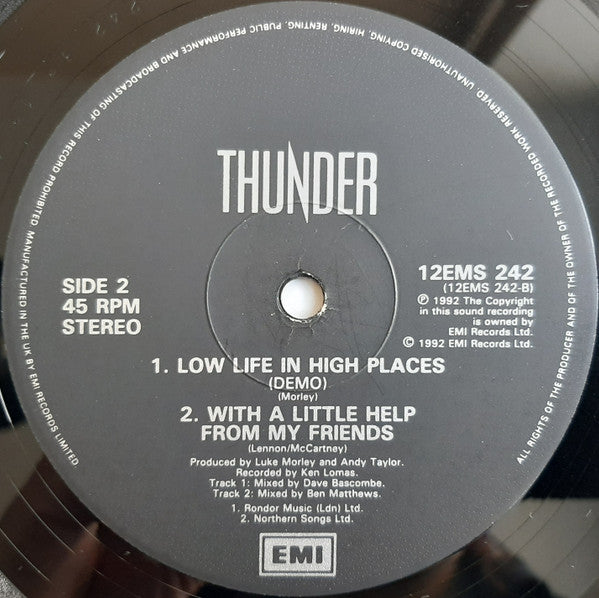 THUNDER
SIDE 2
45 RPM
STEREO
12EMS 242
(12EMS 242-B)
℗ 1992 The Copyright
in this sound recording
is owned by
EMI Records Ltd.
© 1992 EMI Records Ltd.
1. LOW LIFE IN HIGH PLACES
(DEMO)
(Morley)
2. WITH A LITTLE HELP
FROM MY FRIENDS
(Lennon/McCartney)
Produced by Luke Morley and Andy Taylor.
Recorded by Ken Lomas.
Track 1: Mixed by Dave Bascombe.
Track 2: Mixed by Ben Matthews.
1. Rondor Music (Ldn) Ltd.
2. Northern Songs Ltd.
EMI
ALL RIGHTS OF THE PRODUCER AND OF THE OWNER OF THE RECORDED WORK RESERVED. UNAUTHORISED COPYING, HIRING, RENTING, PUBLIC PERFORMANCE AND BROADCASTING OF THIS RECORD PROHIBITED. MANUFACTURED IN THE UK BY EMI RECORDS LIMITED.